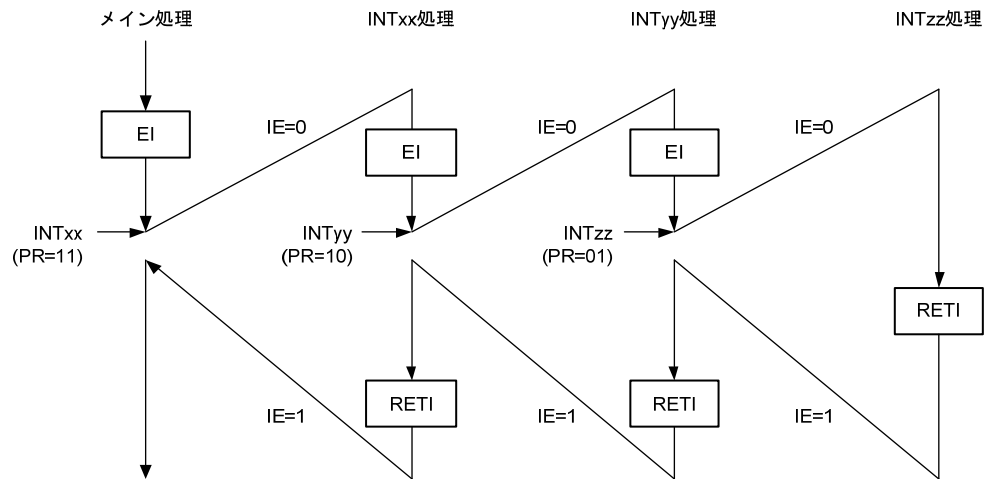 メイン処理
INTxx処理
INTyy処理
INTzz処理
EI
IE=0
EI
IE=0
EI
IE=0
INTxx
(PR=11)
INTyy
(PR=10)
INTzz
(PR=01)
RETI
IE=1
RETI
IE=1
RETI
IE=1